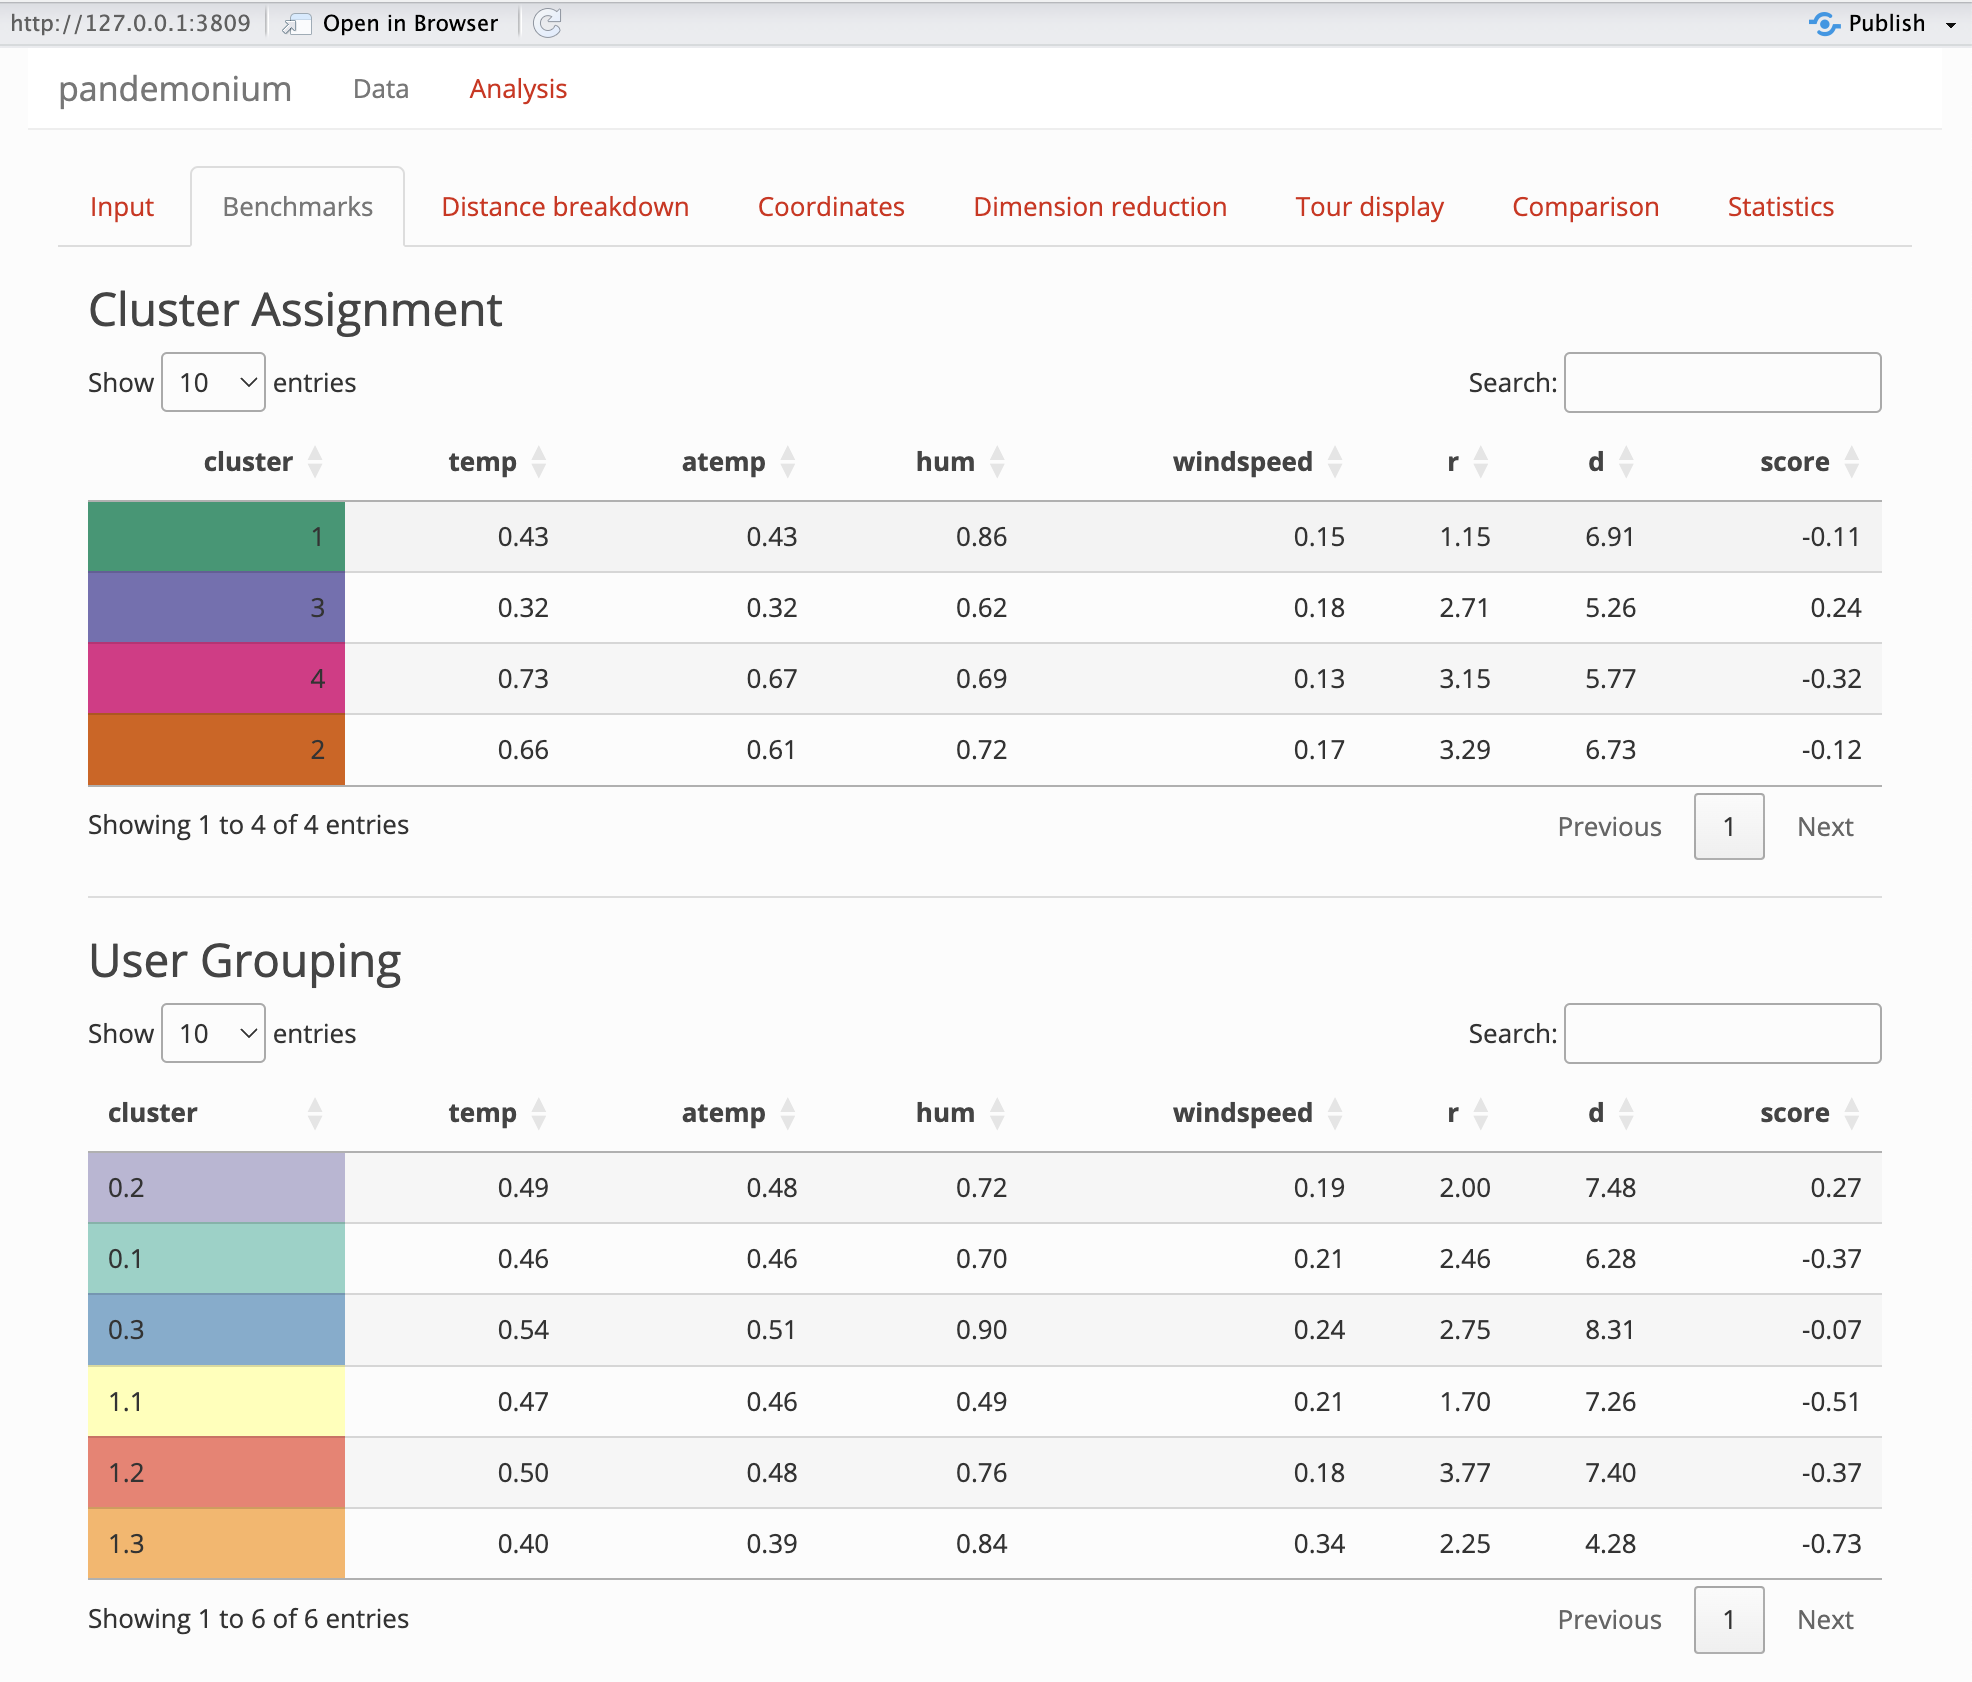 http://127.0.0.1:3809 Open in Browser Publish
pandemonium Data Analysis
Input Benchmarks Distance breakdown Coordinates Dimension reduction Tour display Comparison Statistics
Cluster Assignment
Show 10 entries Search:
cluster temp atemp hum windspeed r d score
1 0.43 0.43 0.86 0.15 1.15 6.91 -0.11
3 0.32 0.32 0.62 0.18 2.71 5.26 0.24
4 0.73 0.67 0.69 0.13 3.15 5.77 -0.32
2 0.66 0.61 0.72 0.17 3.29 6.73 -0.12
Showing 1 to 4 of 4 entries Previous 1 Next
User Grouping
Show 10 entries Search:
cluster temp atemp hum windspeed r d score
0.2 0.49 0.48 0.72 0.19 2.00 7.48 0.27
0.1 0.46 0.46 0.70 0.21 2.46 6.28 -0.37
0.3 0.54 0.51 0.90 0.24 2.75 8.31 -0.07
1.1 0.47 0.46 0.49 0.21 1.70 7.26 -0.51
1.2 0.50 0.48 0.76 0.18 3.77 7.40 -0.37
1.3 0.40 0.39 0.84 0.34 2.25 4.28 -0.73
Showing 1 to 6 of 6 entries Previous 1 Next